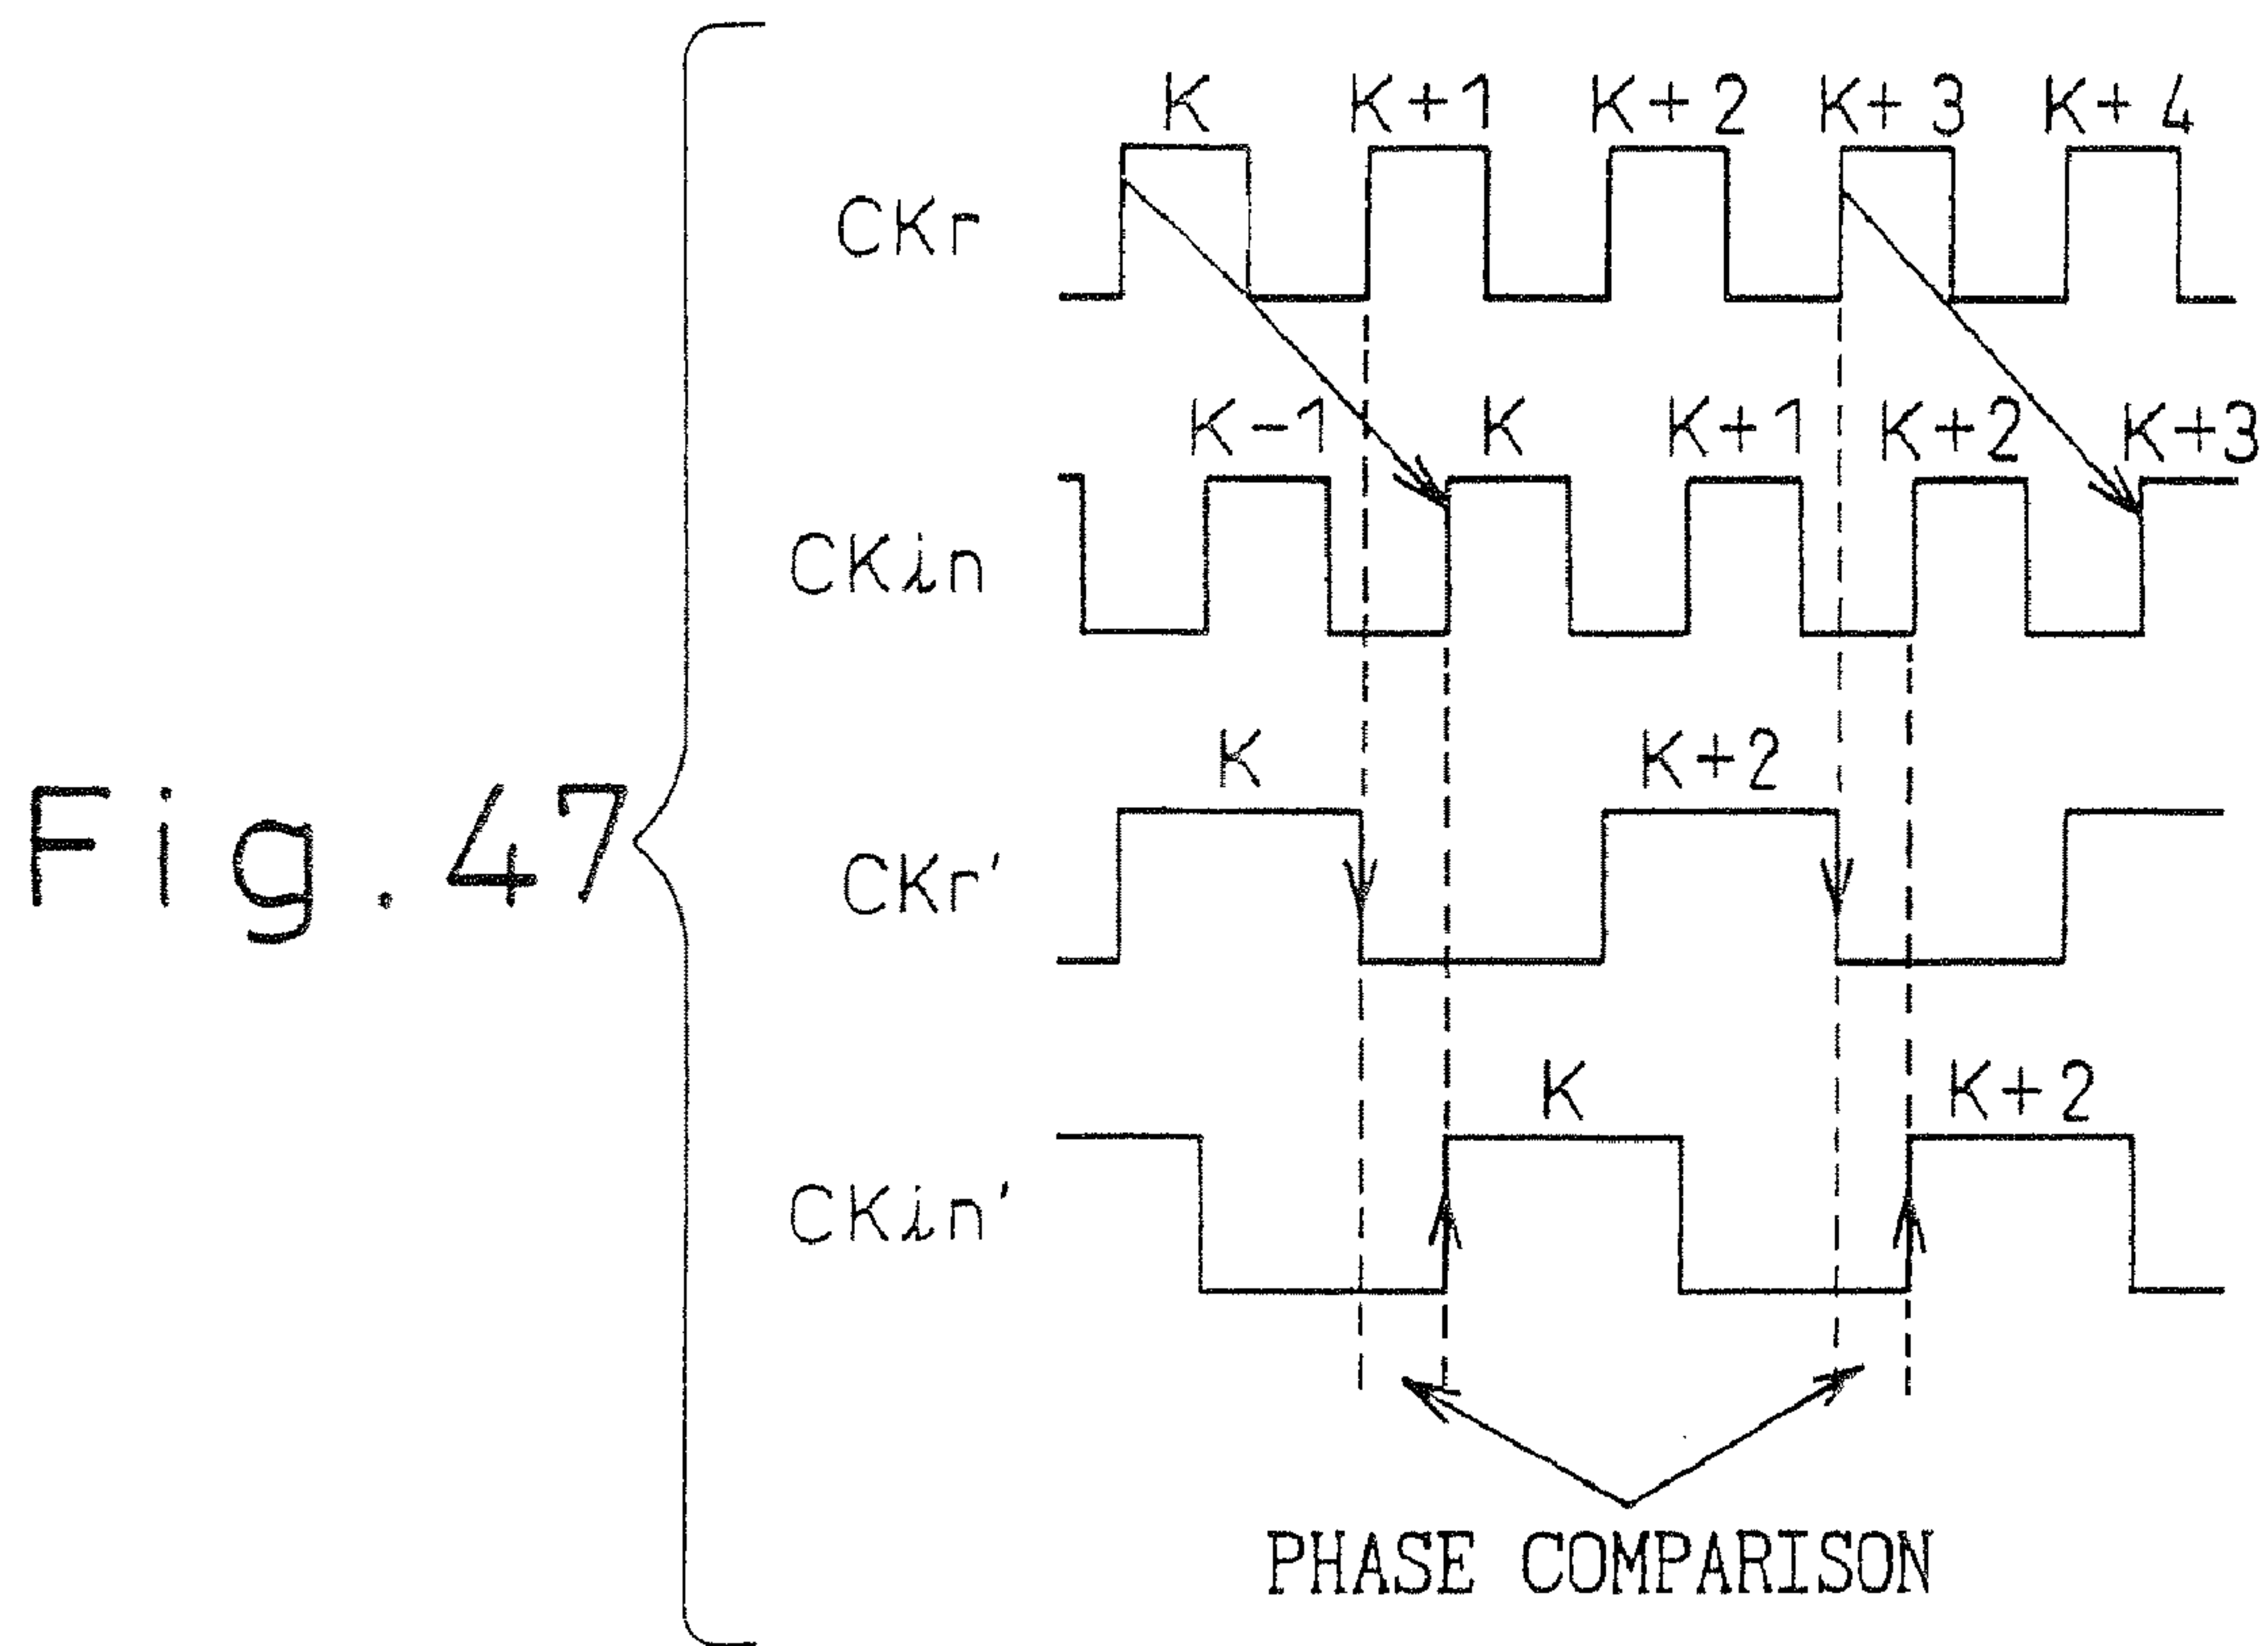 Fig. 47
K K+1 K+2 K+3 K+4
CKr
K-1 K K+1 K+2 K+3
CKin
K K+2
CKr'
K K+2
CKin'
PHASE COMPARISON